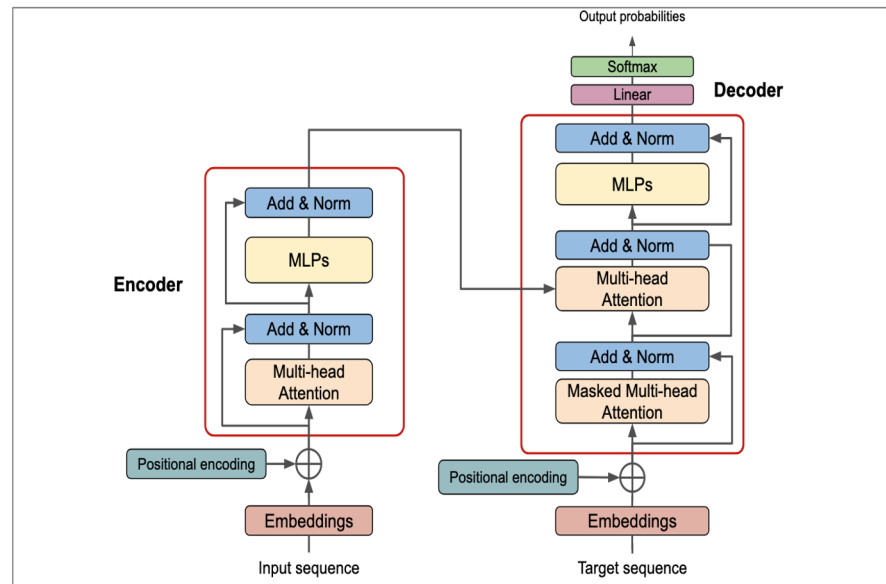 Output probabilities
Softmax
Linear
Decoder
Add & Norm
MLPs
Add & Norm
Multi-head
Attention
Add & Norm
Masked Multi-head
Attention
Positional encoding
Embeddings
Target sequence
Encoder
Add & Norm
MLPs
Add & Norm
Multi-head
Attention
Positional encoding
Embeddings
Input sequence